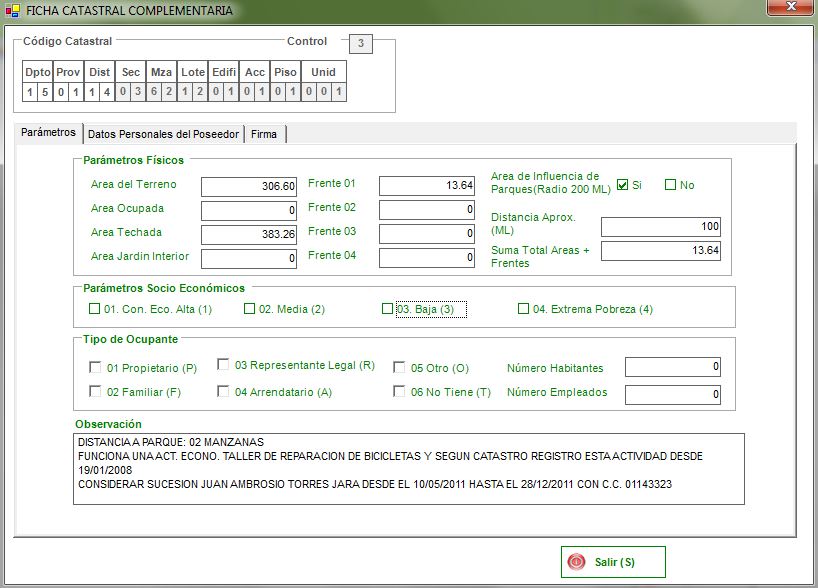 FICHA CATASTRAL COMPLEMENTARIA
X
Código Catastral Control 3
Dpto Prov Dist Sec Mza Lote Edifi Acc Piso Unid
1 5 0 1 1 4 0 3 6 2 1 2 0 1 0 1 0 1 0 0 1
Parámetros Datos Personales del Poseedor Firma
Parámetros Físicos
Area del Terreno 306.60 Frente 01 13.64 Area de Influencia de Parques(Radio 200 ML) Si No
Area Ocupada 0 Frente 02 0 Distancia Aprox. (ML) 100
Area Techada 383.26 Frente 03 0 Suma Total Areas + Frentes 13.64
Area Jardín Interior 0 Frente 04 0
Parámetros Socio Económicos
01. Con. Eco. Alta (1) 02. Media (2) 03. Baja (3) 04. Extrema Pobreza (4)
Tipo de Ocupante
01 Propietario (P) 03 Representante Legal (R) 05 Otro (O) Número Habitantes 0
02 Familiar (F) 04 Arrendatario (A) 06 No Tiene (T) Número Empleados 0
Observación
DISTANCIA A PARQUE: 02 MANZANAS
FUNCIONA UNA ACT. ECONO. TALLER DE REPARACION DE BICICLETAS Y SEGUN CATASTRO REGISTRO ESTA ACTIVIDAD DESDE
19/01/2008
CONSIDERAR SUCESION JUAN AMBROSIO TORRES JARA DESDE EL 10/05/2011 HASTA EL 28/12/2011 CON C.C. 01143323
Salir (S)